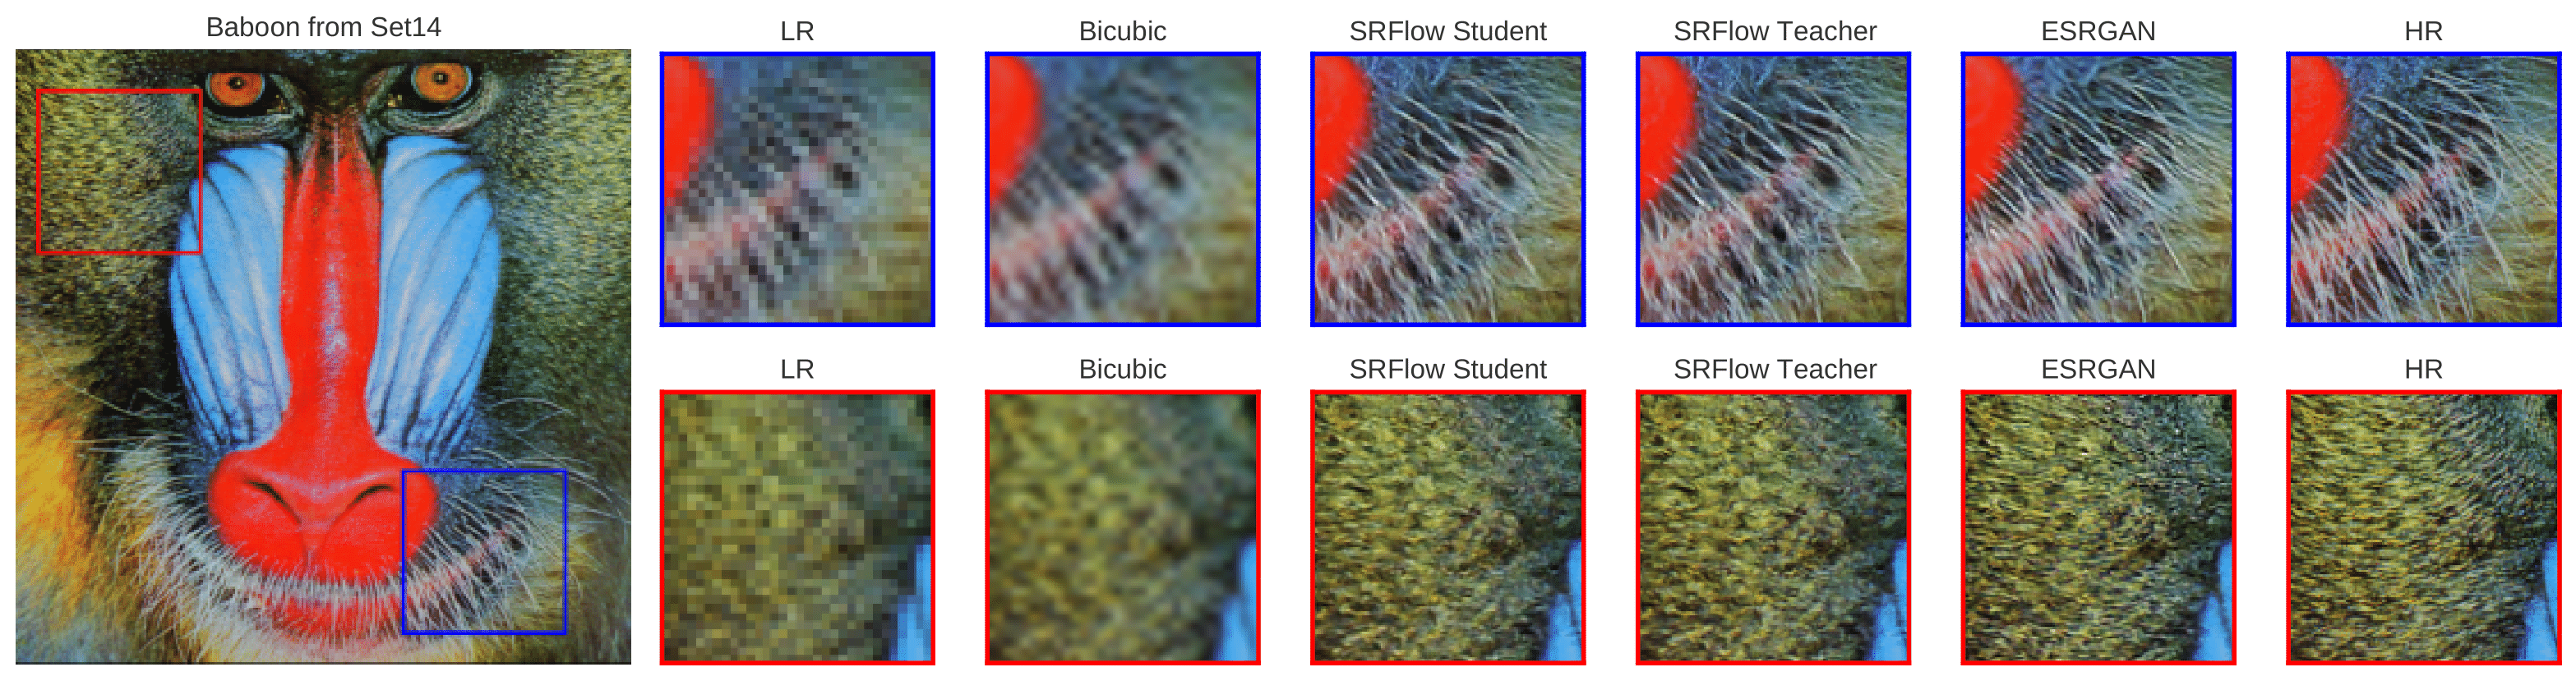 Baboon from Set14
LR
Bicubic
SRFlow Student
SRFlow Teacher
ESRGAN
HR
LR
Bicubic
SRFlow Student
SRFlow Teacher
ESRGAN
HR